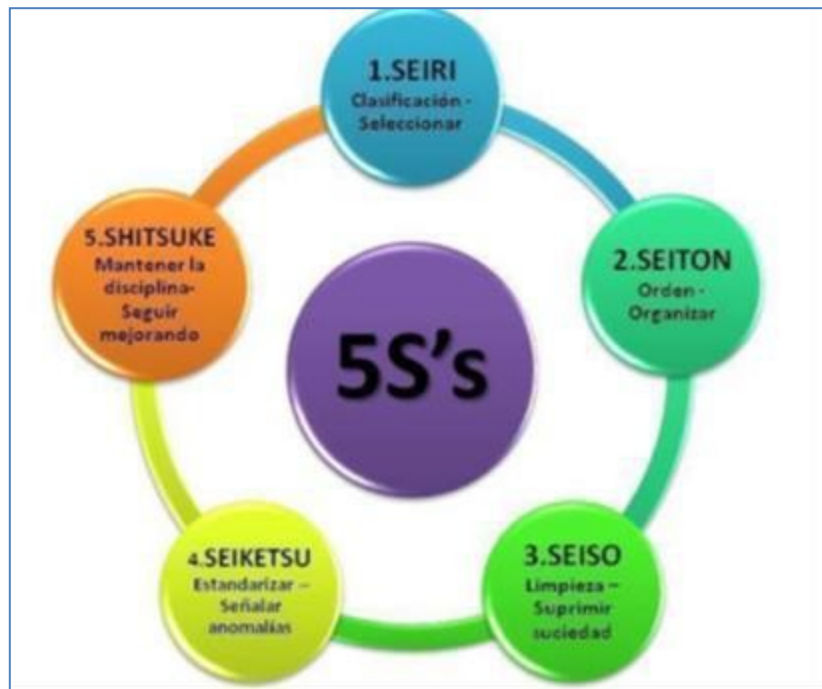 1.SEIRI
Clasificación -
Seleccionar
2.SEITON
Orden -
Organizar
3.SEISO
Limpieza –
Suprimir
suciedad
4.SEIKETSU
Estandarizar –
Señalar
anomalías
5.SHITSUKE
Mantener la
disciplina-
Seguir
mejorando
5S's